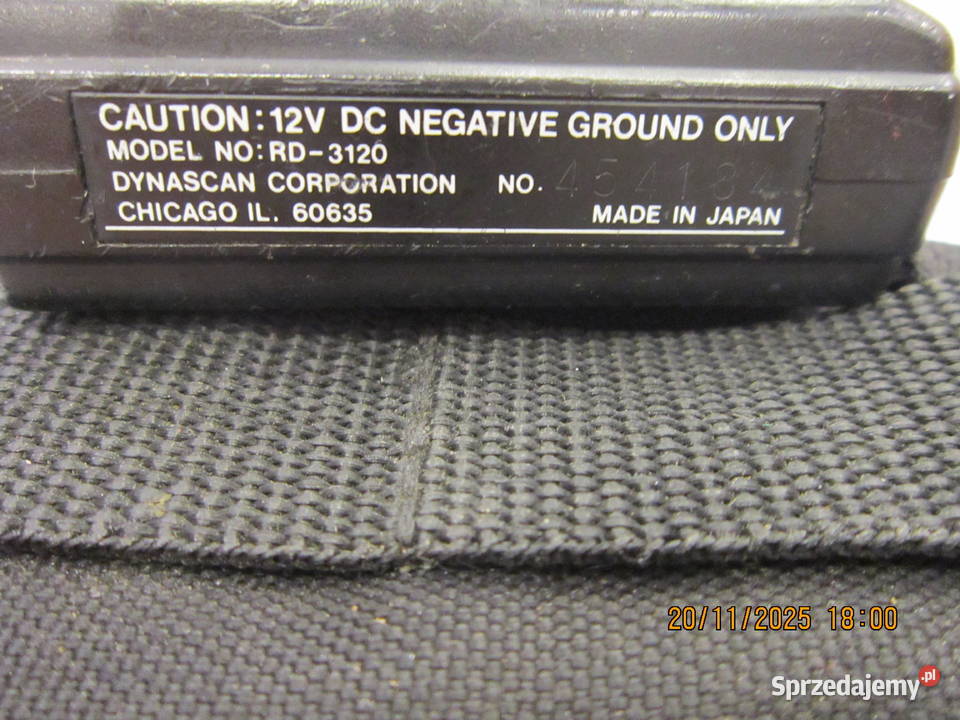 CAUTION: 12V DC NEGATIVE GROUND ONLY
MODEL NO: RD-3120
DYNASCAN CORPORATION NO. 454184
CHICAGO IL. 60635 MADE IN JAPAN
20/11/2025 18:00
Sprzedajemy.pl